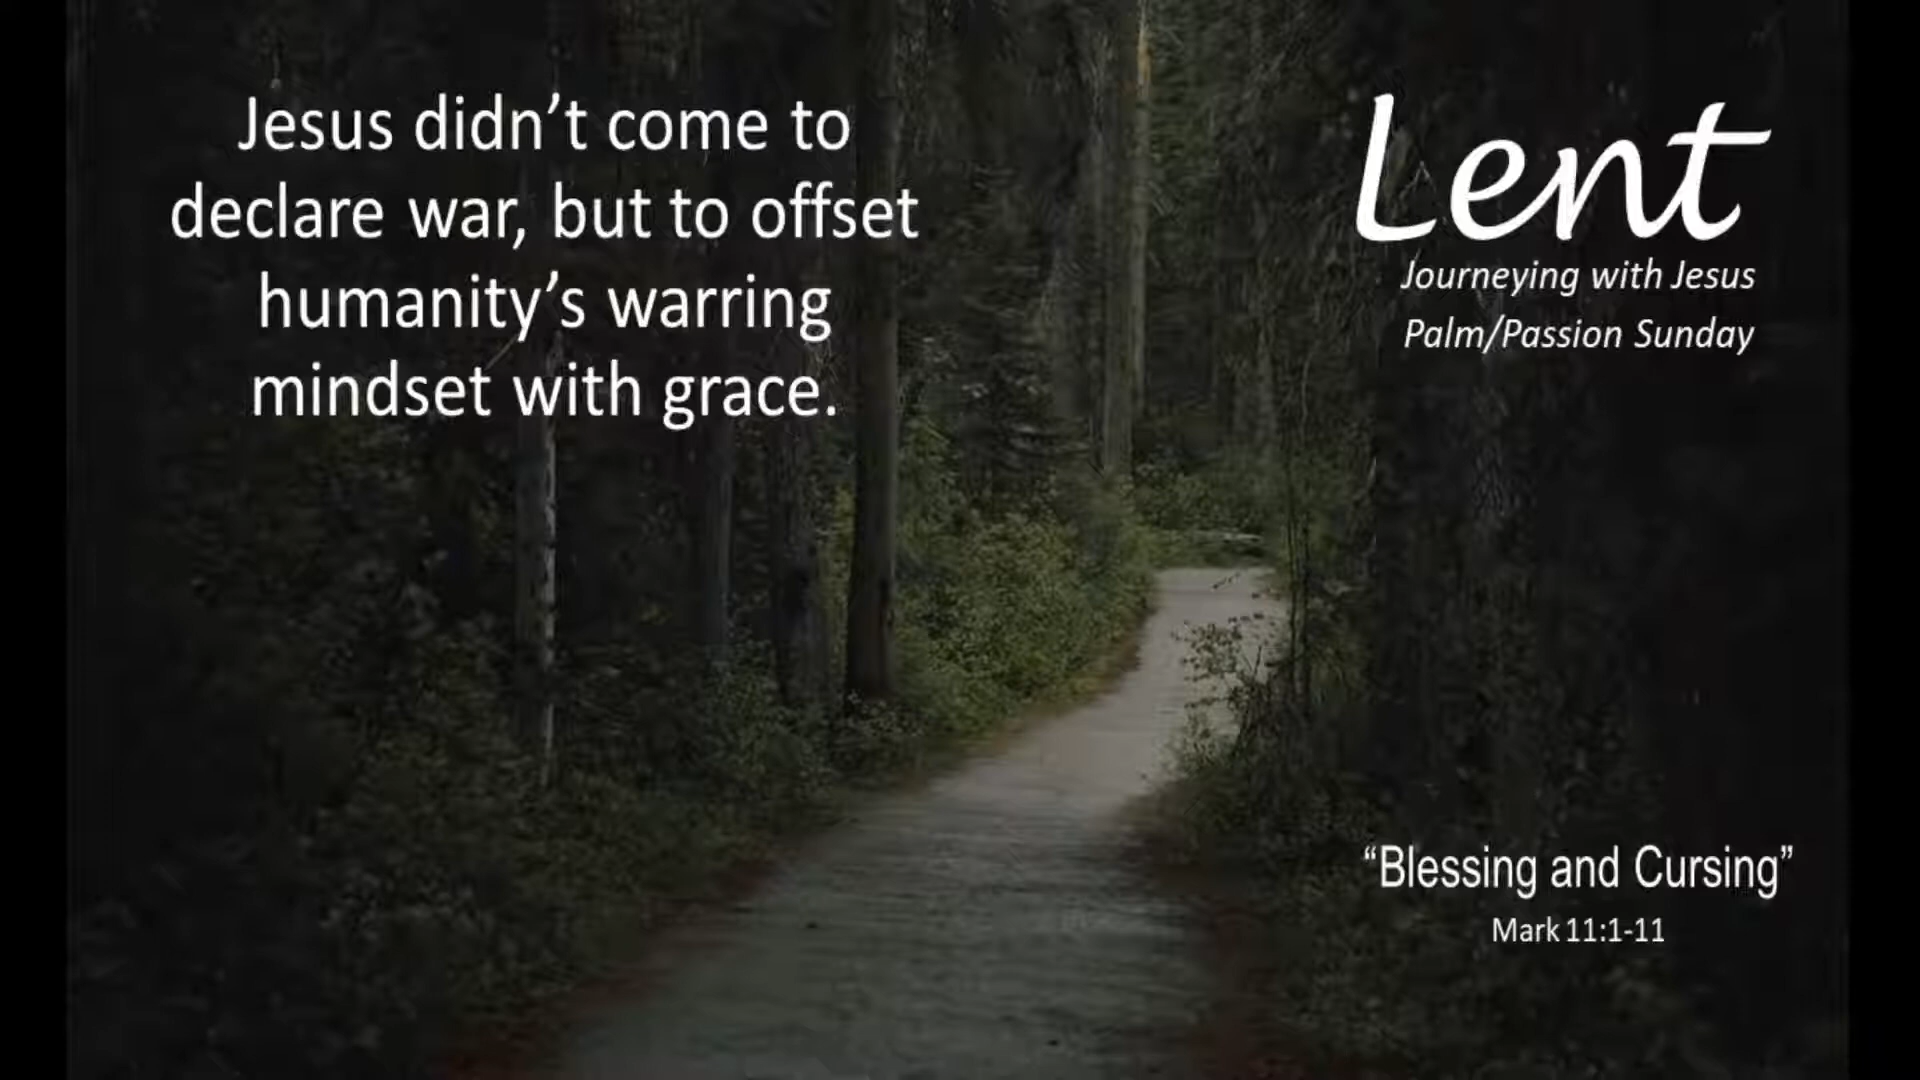 Jesus didn’t come to
declare war, but to offset
humanity’s warring
mindset with grace.
Lent
Journeying with Jesus
Palm/Passion Sunday
“Blessing and Cursing”
Mark 11:1-11